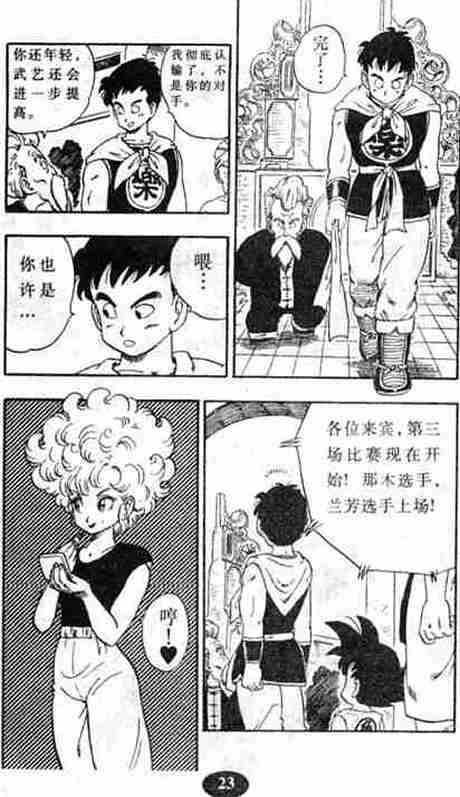 完了…
我彻底认
输了，不
是你的对
手。
你还年轻，
武艺还会
进一步提
高。
樂
喂…
你也
许是
…
各位来宾，第三
场比赛现在开
始！那木选手，
兰芳选手上场！
哼！♥
23